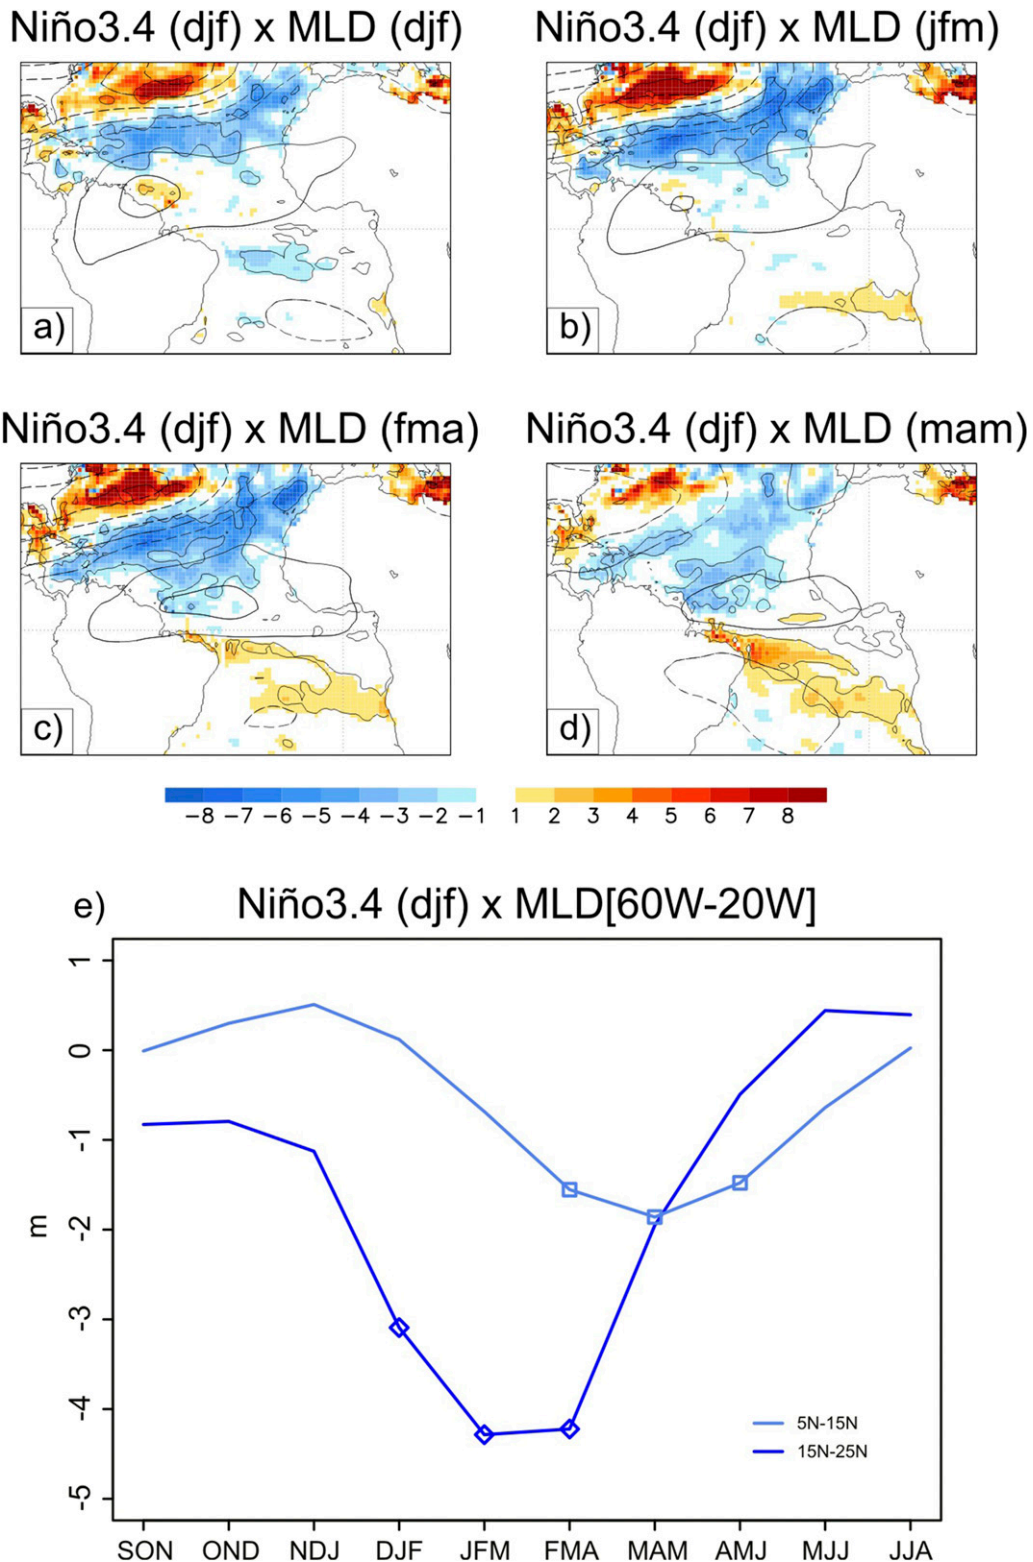 Niño3.4 (djf) x MLD (djf)
Niño3.4 (djf) x MLD (jfm)
a)
b)
Niño3.4 (djf) x MLD (fma)
Niño3.4 (djf) x MLD (mam)
c)
d)
−8 −7 −6 −5 −4 −3 −2 −1 1 2 3 4 5 6 7 8
e) Niño3.4 (djf) x MLD[60W-20W]
1
0
-1
-2
-3
-4
-5
m
5N-15N
15N-25N
SON OND NDJ DJF JFM FMA MAM AMJ MJJ JJA